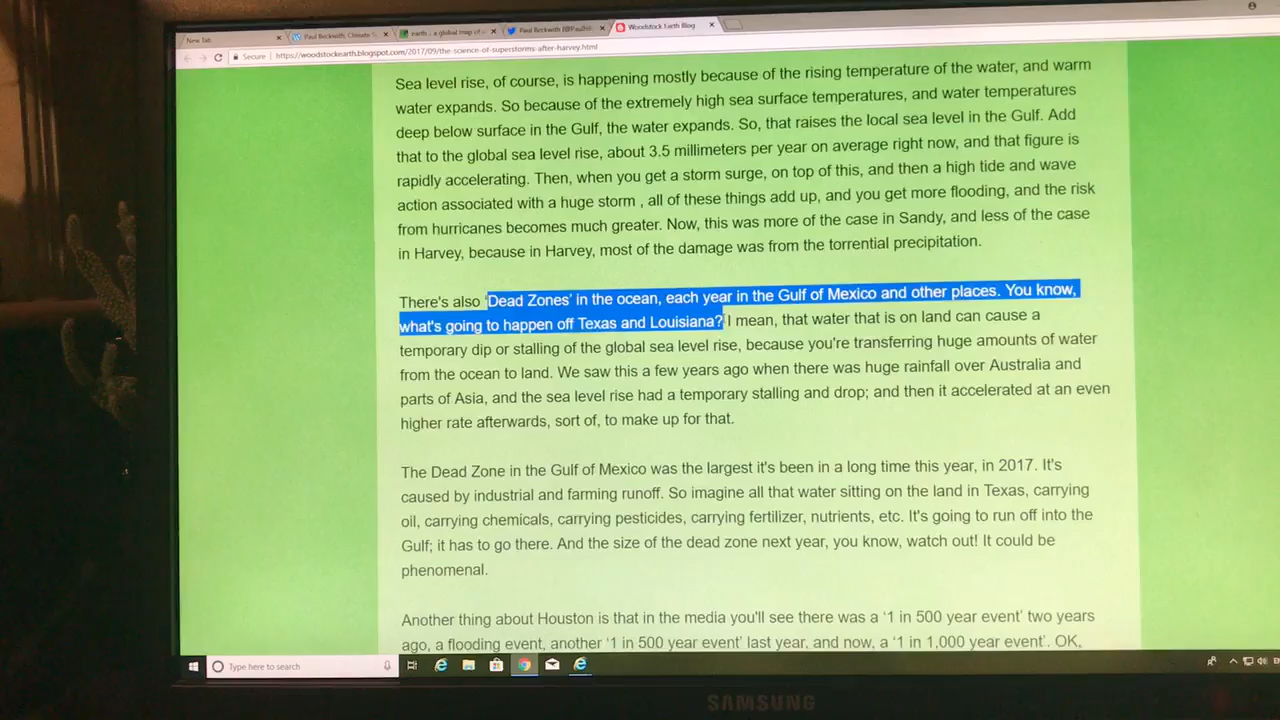 New Tab
Paul Beckwith, Climate
earth :: a global map of
Paul Beckwith (@PaulH
Woodstock Earth Blog
Secure | https://woodstockearth.blogspot.com/2017/09/the-science-of-superstorms-after-harvey.html
Sea level rise, of course, is happening mostly because of the rising temperature of the water, and warm
water expands. So because of the extremely high sea surface temperatures, and water temperatures
deep below surface in the Gulf, the water expands. So, that raises the local sea level in the Gulf. Add
that to the global sea level rise, about 3.5 millimeters per year on average right now, and that figure is
rapidly accelerating. Then, when you get a storm surge, on top of this, and then a high tide and wave
action associated with a huge storm , all of these things add up, and you get more flooding, and the risk
from hurricanes becomes much greater. Now, this was more of the case in Sandy, and less of the case
in Harvey, because in Harvey, most of the damage was from the torrential precipitation.
There's also 'Dead Zones' in the ocean, each year in the Gulf of Mexico and other places. You know,
what's going to happen off Texas and Louisiana? I mean, that water that is on land can cause a
temporary dip or stalling of the global sea level rise, because you're transferring huge amounts of water
from the ocean to land. We saw this a few years ago when there was huge rainfall over Australia and
parts of Asia, and the sea level rise had a temporary stalling and drop; and then it accelerated at an even
higher rate afterwards, sort of, to make up for that.
The Dead Zone in the Gulf of Mexico was the largest it's been in a long time this year, in 2017. It's
caused by industrial and farming runoff. So imagine all that water sitting on the land in Texas, carrying
oil, carrying chemicals, carrying pesticides, carrying fertilizer, nutrients, etc. It's going to run off into the
Gulf; it has to go there. And the size of the dead zone next year, you know, watch out! It could be
phenomenal.
Another thing about Houston is that in the media you'll see there was a '1 in 500 year event' two years
ago, a flooding event, another '1 in 500 year event' last year, and now, a '1 in 1,000 year event'. OK,
Type here to search
SAMSUNG